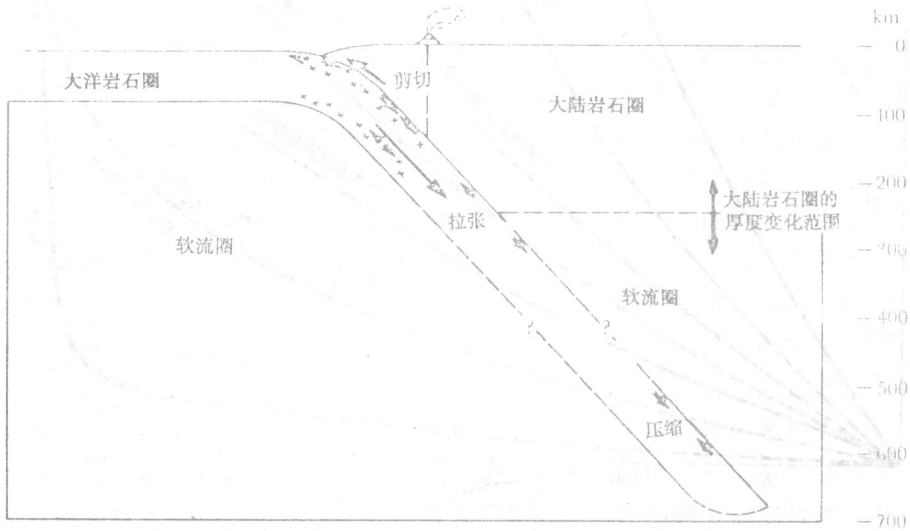 km
0
大洋岩石圈
剪切
大陆岩石圈
100
200
大陆岩石圈的
厚度变化范围
拉张
软流圈
300
软流圈
400
?
?
500
压缩
600
700